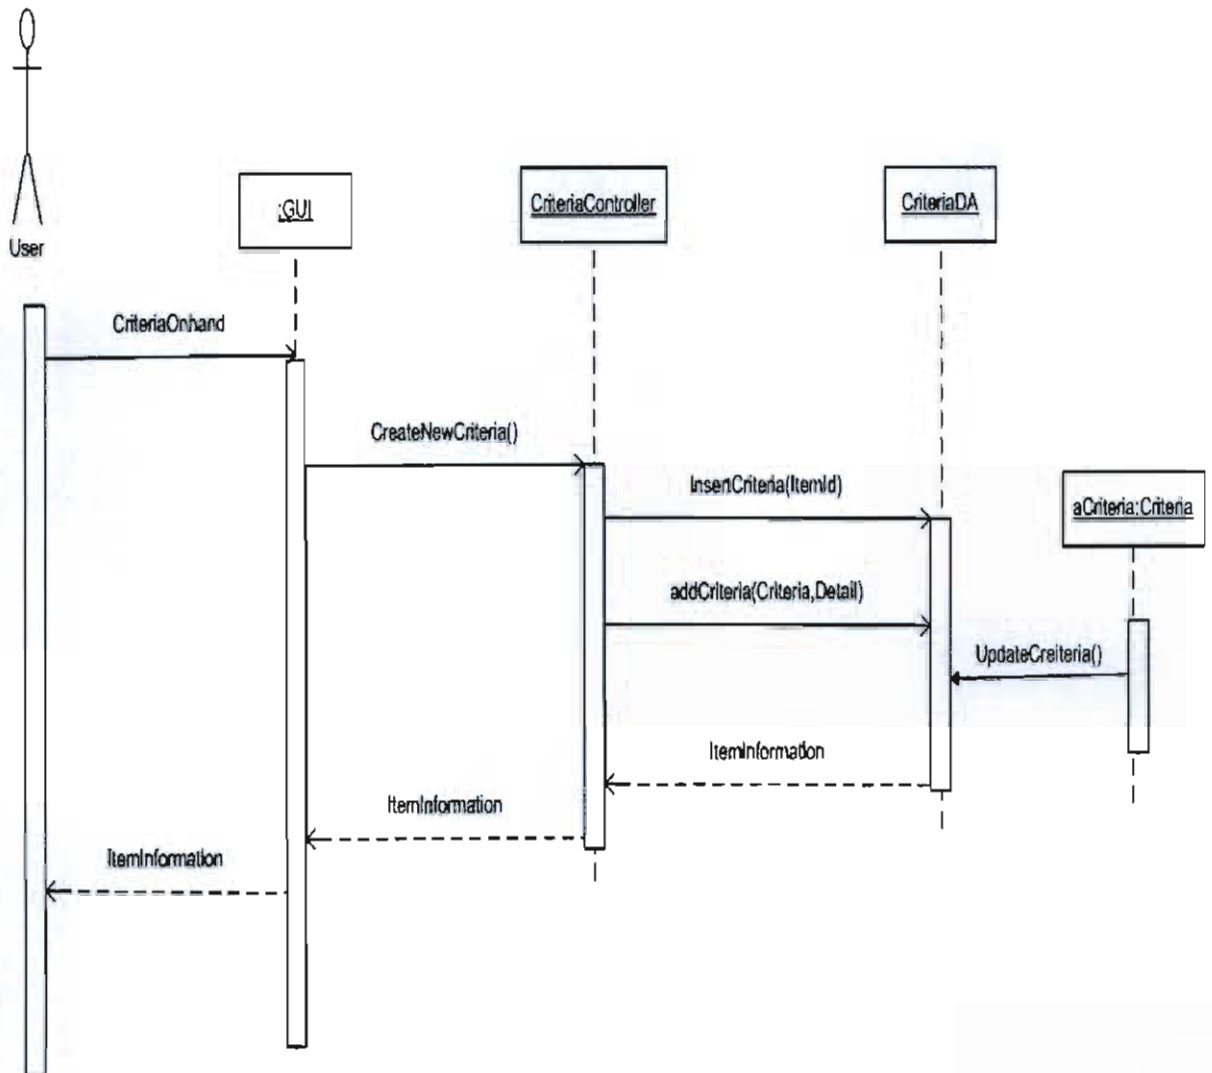 User
:GUI
CriteriaController
CriteriaDA
CriteriaOnhand
CreateNewCriteria()
InsertCriteria(ItemId)
aCriteria:Criteria
addCriteria(Criteria,Detail)
UpdateCreiteria()
ItemInformation
ItemInformation
ItemInformation